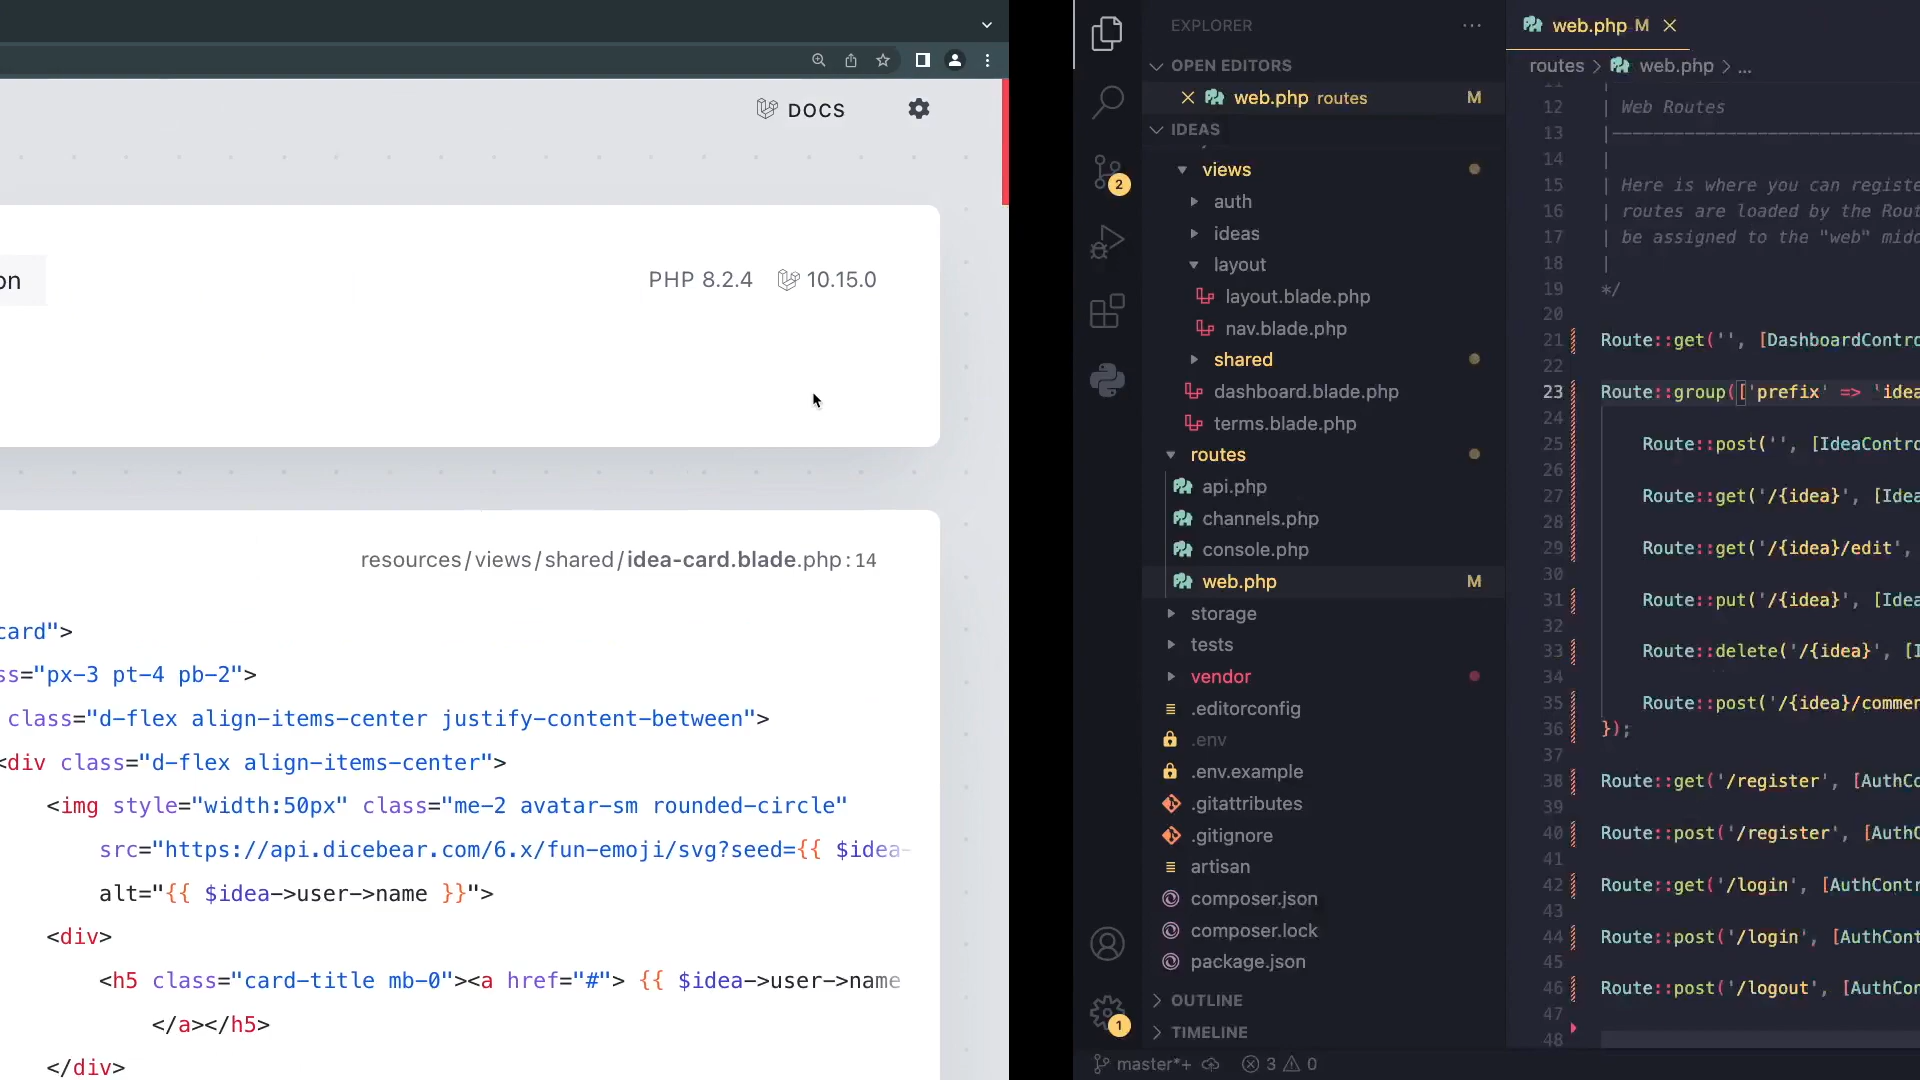 DOCS
on
PHP 8.2.4 10.15.0
resources/views/shared/idea-card.blade.php:14
card">
ss="px-3 pt-4 pb-2">
class="d-flex align-items-center justify-content-between">
<div class="d-flex align-items-center">
<img style="width:50px" class="me-2 avatar-sm rounded-circle"
src="https://api.dicebear.com/6.x/fun-emoji/svg?seed={{ $idea-
alt="{{ $idea->user->name }}">
<div>
<h5 class="card-title mb-0"><a href="#"> {{ $idea->user->name
</a></h5>
</div>
EXPLORER
OPEN EDITORS
web.php routes M
IDEAS
views
auth
ideas
layout
layout.blade.php
nav.blade.php
shared
dashboard.blade.php
terms.blade.php
routes
api.php
channels.php
console.php
web.php M
storage
tests
vendor
.editorconfig
.env
.env.example
.gitattributes
.gitignore
artisan
composer.json
composer.lock
package.json
OUTLINE
TIMELINE
2
1
master*+ 3 0
web.php M
routes > web.php > ...
12 | Web Routes
13 |
14 |
15 | Here is where you can registe
16 | routes are loaded by the Rout
17 | be assigned to the "web" midd
18 |
19 */
20
21 Route::get('', [DashboardContro
22
23 Route::group(['prefix' => 'idea
24
25 Route::post('', [IdeaContro
26
27 Route::get('/{idea}', [Idea
28
29 Route::get('/{idea}/edit',
30
31 Route::put('/{idea}', [Idea
32
33 Route::delete('/{idea}', [I
34
35 Route::post('/{idea}/commen
36 });
37
38 Route::get('/register', [AuthCo
39
40 Route::post('/register', [AuthC
41
42 Route::get('/login', [AuthContr
43
44 Route::post('/login', [AuthCont
45
46 Route::post('/logout', [AuthCon
47
48